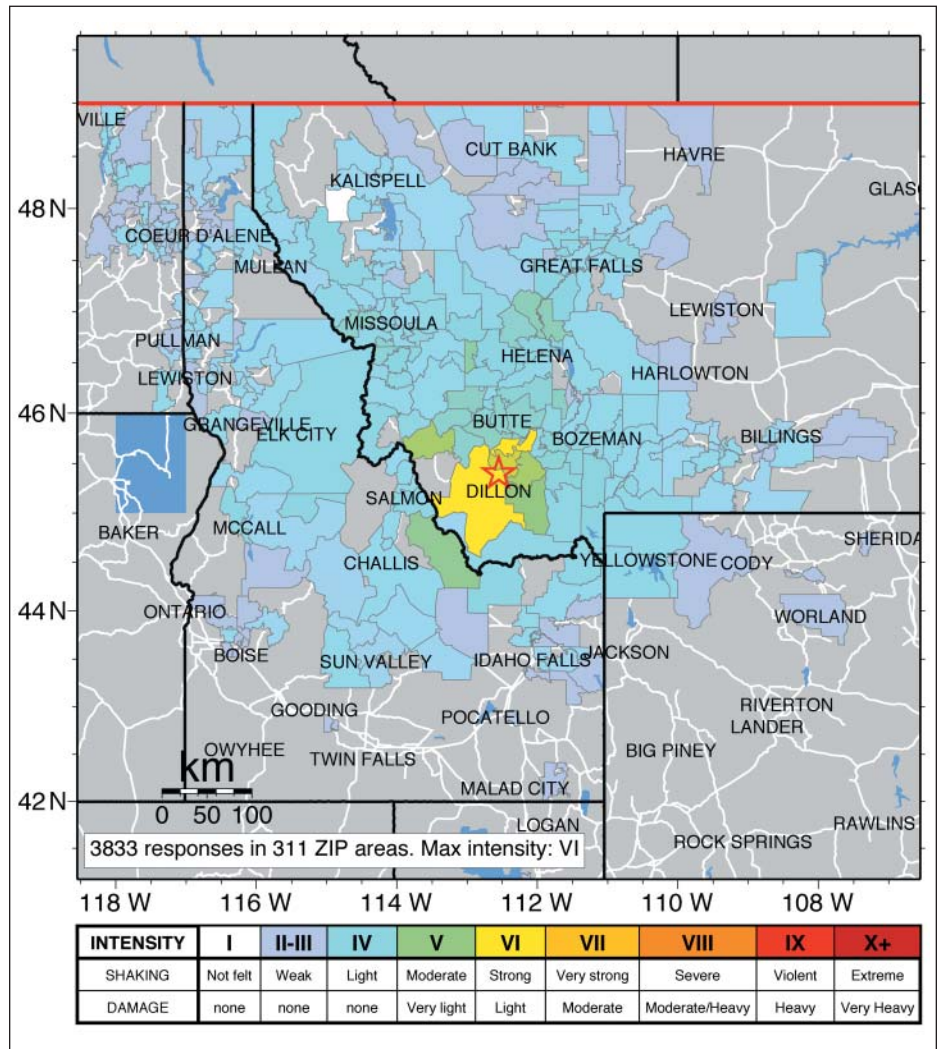 VILLE
CUT BANK
HAVRE
KALISPELL
GLASC
48 N
COEUR D'ALENE
MULLAN
GREAT FALLS
LEWISTON
MISSOULA
PULLMAN
HELENA
LEWISTON
HARLOWTON
46 N
GRANGEVILLE
BUTTE
ELK CITY
BOZEMAN
BILLINGS
DILLON
SALMON
BAKER
MCCALL
SHERIDA
CHALLIS
YELLOWSTONE
CODY
44 N
ONTARIO
WORLAND
BOISE
SUN VALLEY
IDAHO FALLS
JACKSON
GOODING
POCATELLO
RIVERTON
LANDER
OWYHEE
TWIN FALLS
BIG PINEY
km
MALAD CITY
0 50 100
42 N
LOGAN
RAWLINS
ROCK SPRINGS
3833 responses in 311 ZIP areas. Max intensity: VI
118 W 116 W 114 W 112 W 110 W 108 W
INTENSITY I II-III IV V VI VII VIII IX X+
SHAKING Not felt Weak Light Moderate Strong Very strong Severe Violent Extreme
DAMAGE none none none Very light Light Moderate Moderate/Heavy Heavy Very Heavy